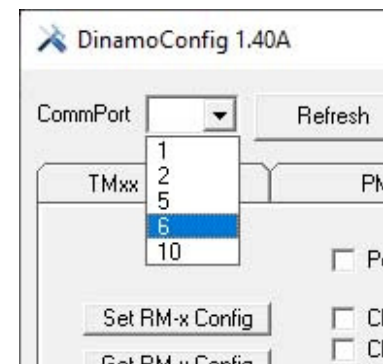 DinamoConfig 1.40A
CommPort
Refresh
1
2
5
6
10
TMxx
Set RM-x Config